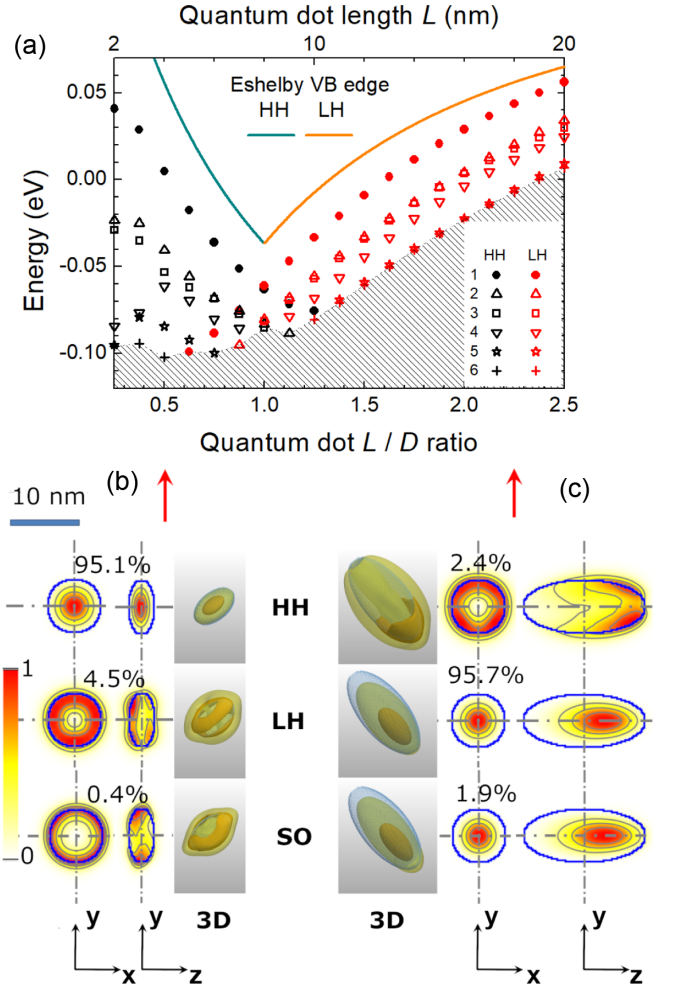 Quantum dot length L (nm)
(a)
2 10 20
Eshelby VB edge
HH LH
0.05
0.00
-0.05
-0.10
Energy (eV)
HH LH
1
2
3
4
5
6
0.5 1.0 1.5 2.0 2.5
Quantum dot L / D ratio
(b) (c)
10 nm
95.1% HH 2.4%
1
4.5% LH 95.7%
0.4% SO 1.9%
0
y y 3D 3D y y
x z x z